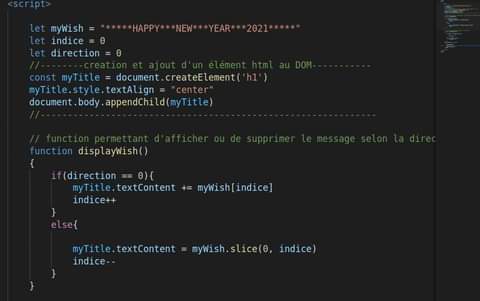 <script>
let myWish = "*****HAPPY***NEW***YEAR***2021*****"
let indice = 0
let direction = 0
//--------creation et ajout d'un élément html au DOM-----------
const myTitle = document.createElement('h1')
myTitle.style.textAlign = "center"
document.body.appendChild(myTitle)
//--------------------------------------------------------------
// function permettant d'afficher ou de supprimer le message selon la direc
function displayWish()
{
if(direction == 0){
myTitle.textContent += myWish[indice]
indice++
}
else{
myTitle.textContent = myWish.slice(0, indice)
indice--
}
}